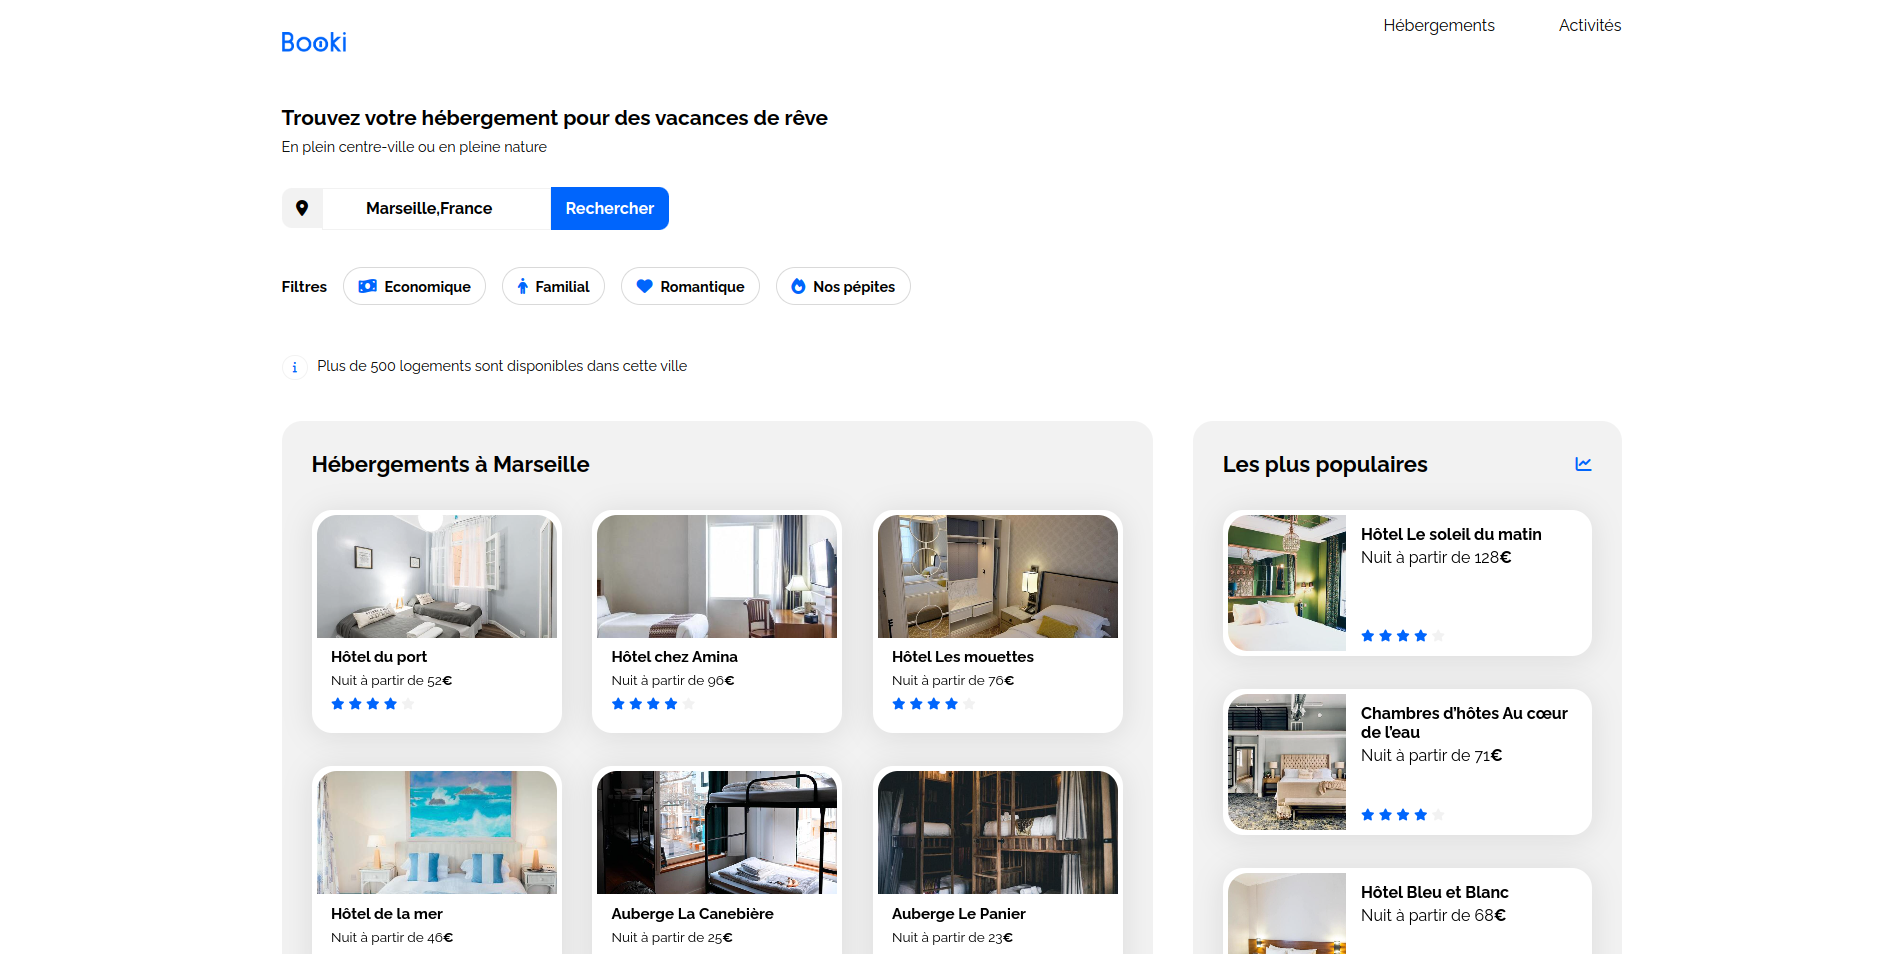 Booki
Hébergements
Activités
Trouvez votre hébergement pour des vacances de rêve
En plein centre-ville ou en pleine nature
Marseille,France
Rechercher
Filtres
Economique
Familial
Romantique
Nos pépites
Plus de 500 logements sont disponibles dans cette ville
Hébergements à Marseille
Hôtel du port
Nuit à partir de 52€
Hôtel chez Amina
Nuit à partir de 96€
Hôtel Les mouettes
Nuit à partir de 76€
Hôtel de la mer
Nuit à partir de 46€
Auberge La Canebière
Nuit à partir de 25€
Auberge Le Panier
Nuit à partir de 23€
Les plus populaires
Hôtel Le soleil du matin
Nuit à partir de 128€
Chambres d’hôtes Au cœur
de l’eau
Nuit à partir de 71€
Hôtel Bleu et Blanc
Nuit à partir de 68€